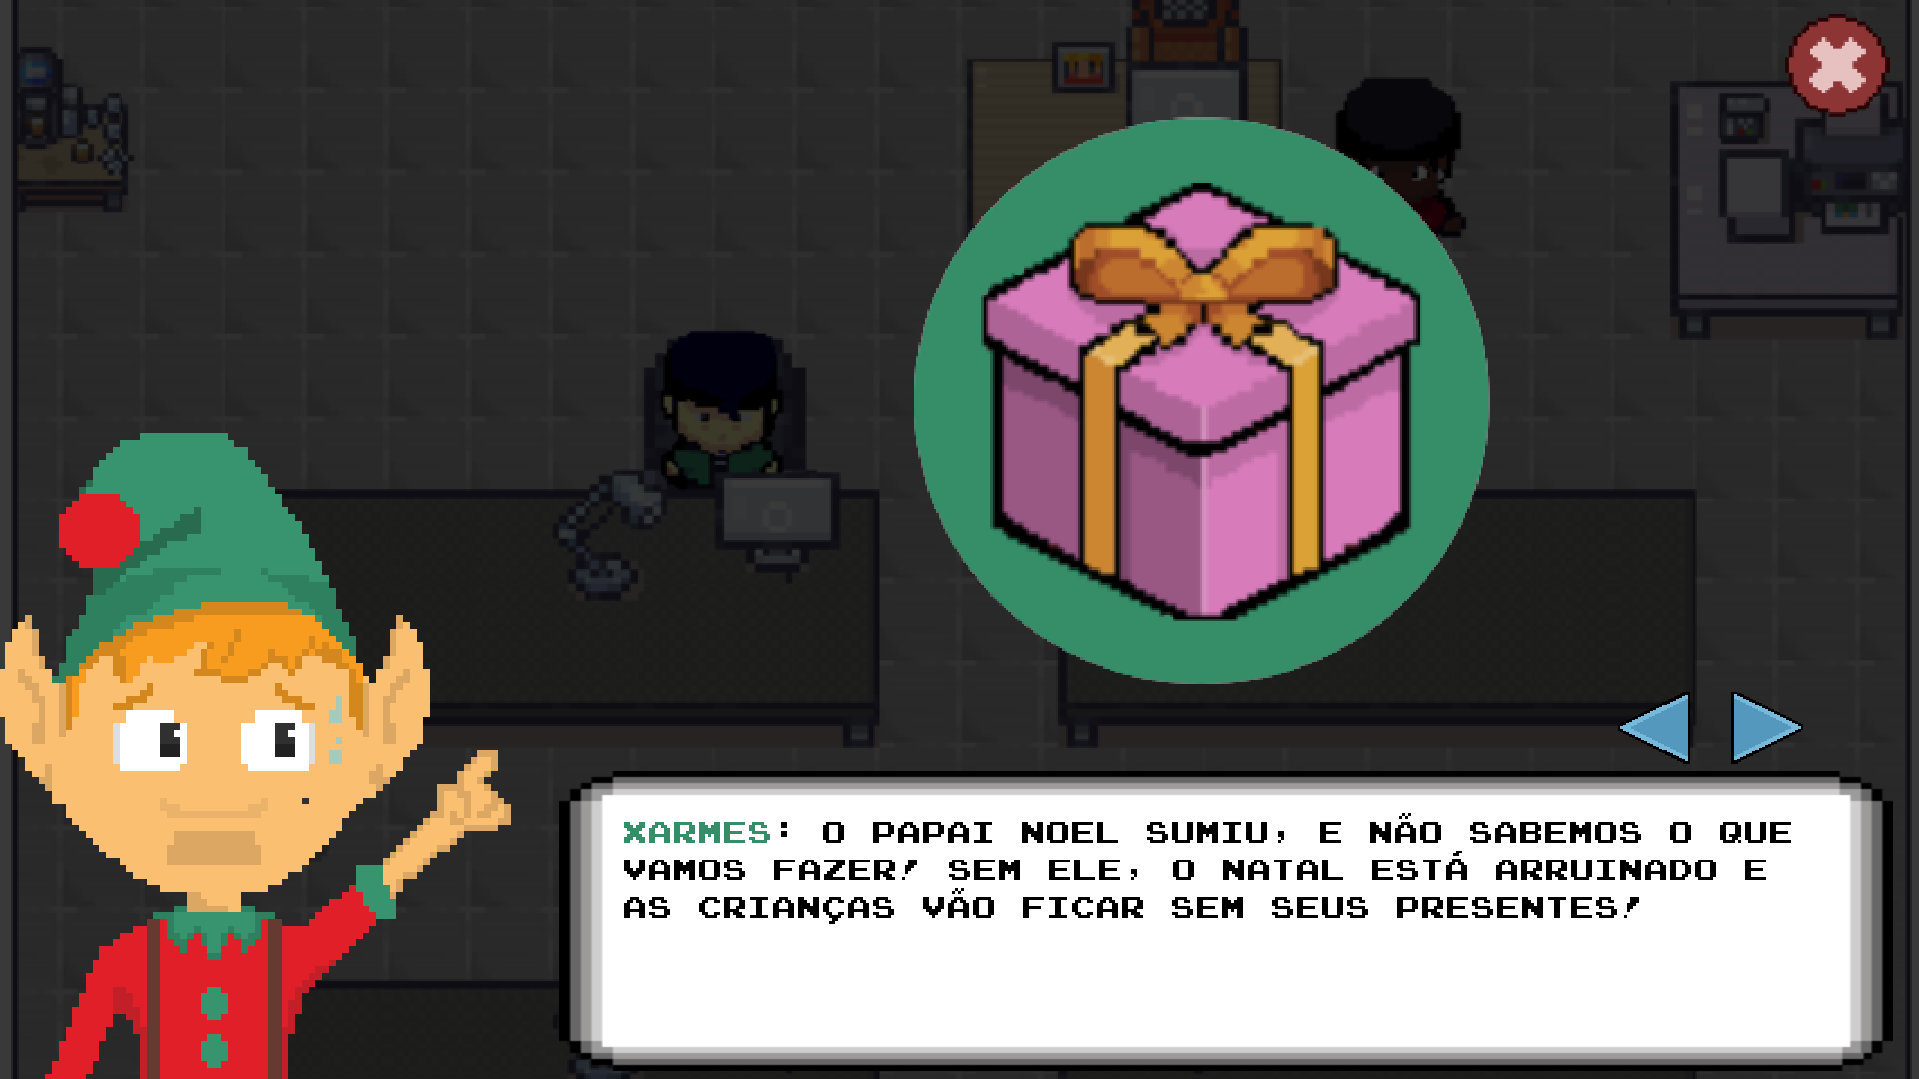 XARMES: O PAPAI NOEL SUMIU, E NÃO SABEMOS O QUE
VAMOS FAZER! SEM ELE, O NATAL ESTÁ ARRUINADO E
AS CRIANÇAS VÃO FICAR SEM SEUS PRESENTES!